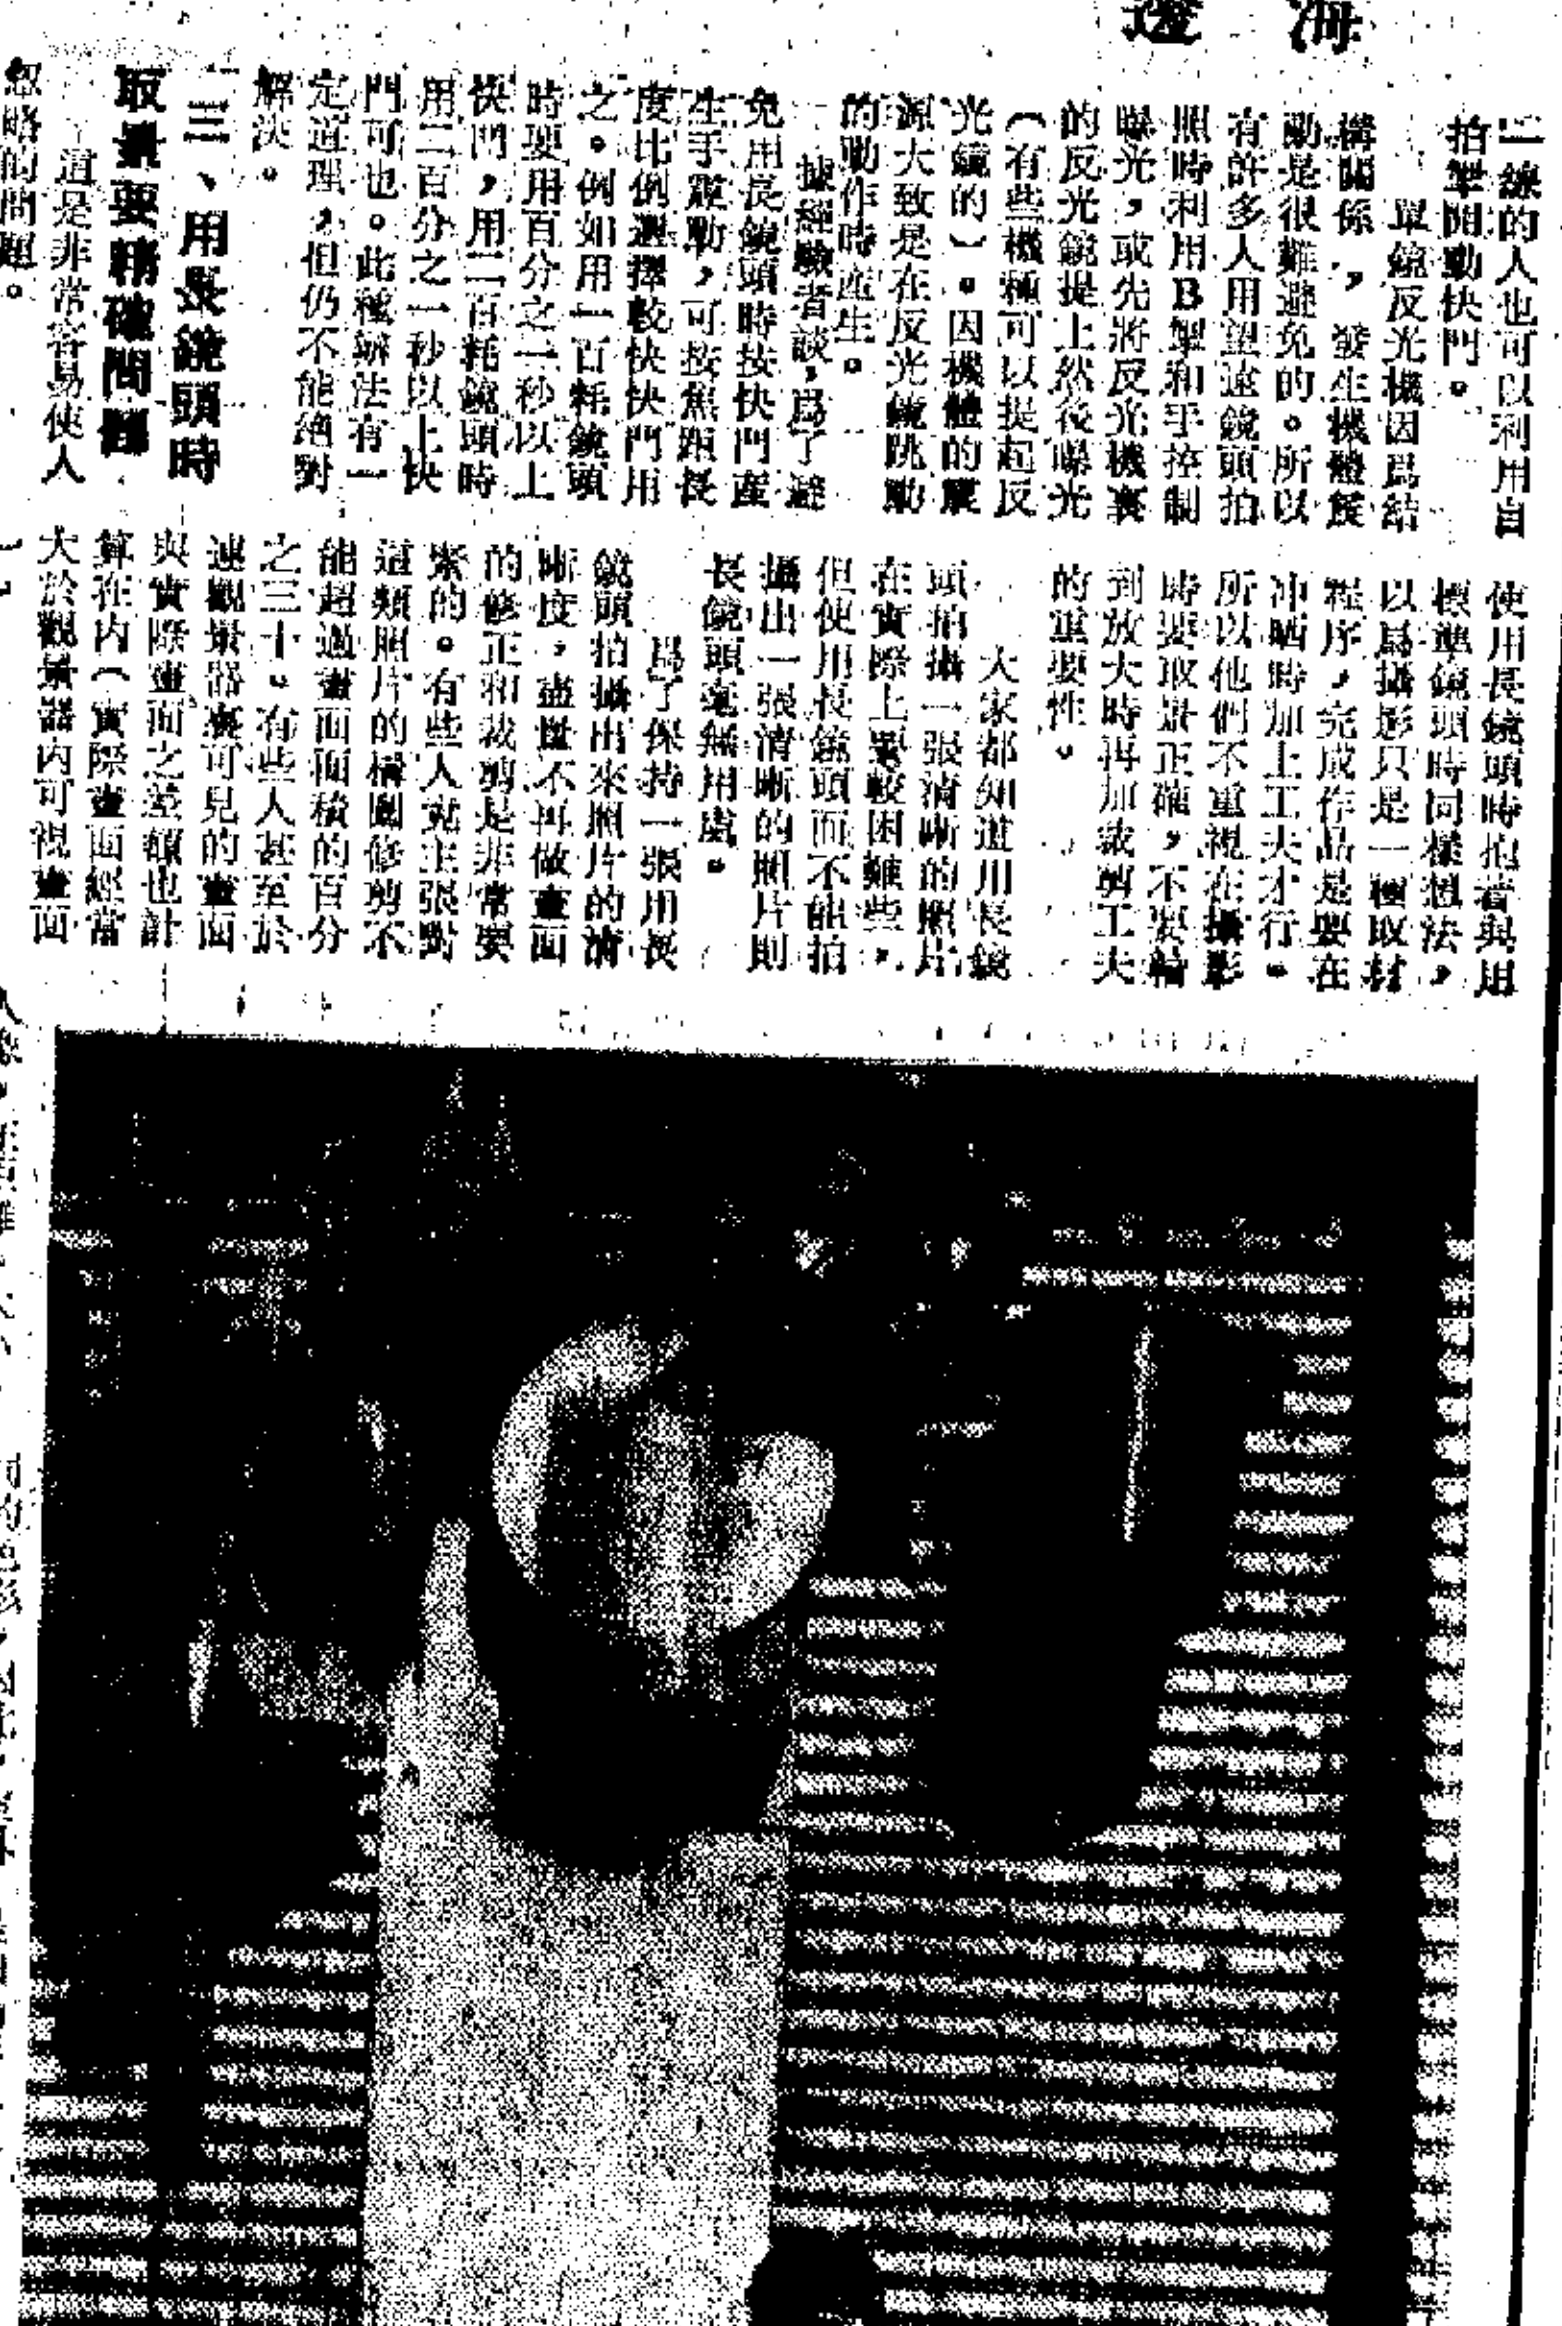 海邊
二線的人也可以利用自
拍掣開動快門。
單鏡反光機因爲結
構關係,發生機體震
動是很難避免的。所以
有許多人用望遠鏡頭拍
照時利用B掣和手控制
曝光,或先將反光機裏
的反光鏡提上然後曝光
(有些機種可以提起反
光鏡的)。因機體的震
源大致是在反光鏡跳動
的動作時產生。
據經驗者談,爲了避
免用長鏡頭時按快門產
生手震動,可按焦距長
度比例選擇較快快門用
之。例如用一百粍鏡頭
時要用百分之一秒以上
快門,用二百粍鏡頭時
用二百分之一秒以上快
門可也。此種辦法有一
定道理,但仍不能絕對
解決。
三、用長鏡頭時
取景要精確問題
這是非常容易使人
忽略的問題。
使用長鏡頭時抱着與用
標準鏡頭時同樣想法,
以爲攝影只是一種取材
程序,完成作品是要在
冲晒時加上工夫才行。
所以他們不重視在攝影
時要取景正確,不要輪
到放大時再加裁剪工夫
的重要性。
大家都知道用長鏡
頭拍攝一張清晰的照片
在實際上要較困難些,
但使用長鏡頭而不能拍
攝出一張清晰的照片則
長鏡頭毫無用處。
爲了保持一張用長
鏡頭拍攝出來照片的清
晰度,盡量不再做畫面
的修正和裁剪是非常要
緊的。有些人就主張對
這類照片的構圖修剪不
能超過畫面面積的百分
之三十。有些人甚至於
連觀景器裏可見的畫面
與實際畫面之差額也計
算在內(實際畫面經常
大於觀景器內可視畫面